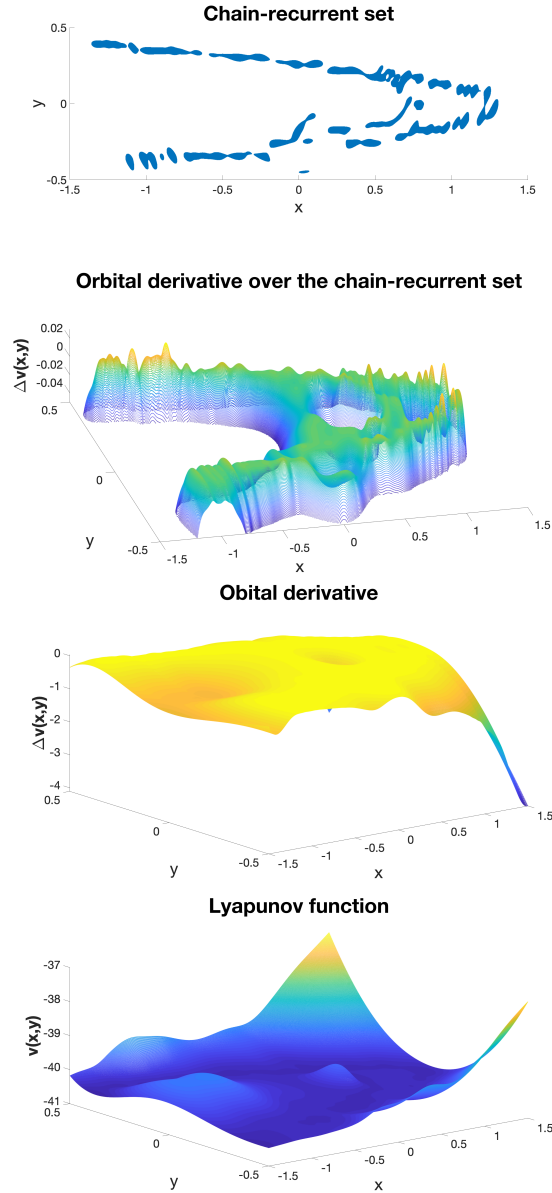 Chain-recurrent set
0.5
y
0
-0.5
-1.5 -1 -0.5 0 0.5 1 1.5
x
Orbital derivative over the chain-recurrent set
0.02
0
-0.02
-0.04
△v(x,y)
0.5
0
-0.5
y
-1.5 -1 -0.5 0 0.5 1 1.5
x
Obital derivative
0
-1
-2
-3
-4
△v(x,y)
0.5
0
-0.5
y
-1.5 -1 -0.5 0 0.5 1 1.5
x
Lyapunov function
-37
-38
-39
-40
-41
v(x,y)
0.5
0
-0.5
y
-1.5 -1 -0.5 0 0.5 1 1.5
x